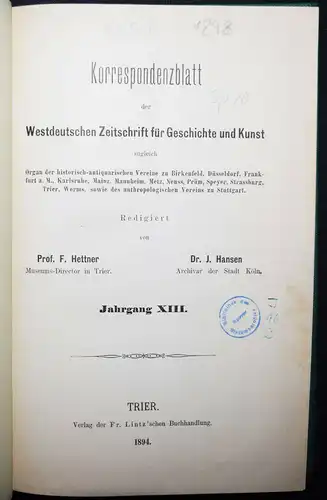 1893
Korrespondenzblatt
der
Westdeutschen Zeitschrift für Geschichte und Kunst
zugleich
Organ der historisch-antiquarischen Vereine zu Birkenfeld, Düsseldorf, Frank-
furt a. M., Karlsruhe, Mainz, Mannheim, Metz, Neuss, Prüm, Speyer, Strassburg,
Trier, Worms, sowie des anthropologischen Vereins zu Stuttgart.
Redigiert
von
Prof. F. Hettner
Museums-Director in Trier.
Dr. J. Hansen
Archivar der Stadt Köln.
Jahrgang XIII.
TRIER.
Verlag der Fr. Lintz'schen Buchhandlung.
1894.